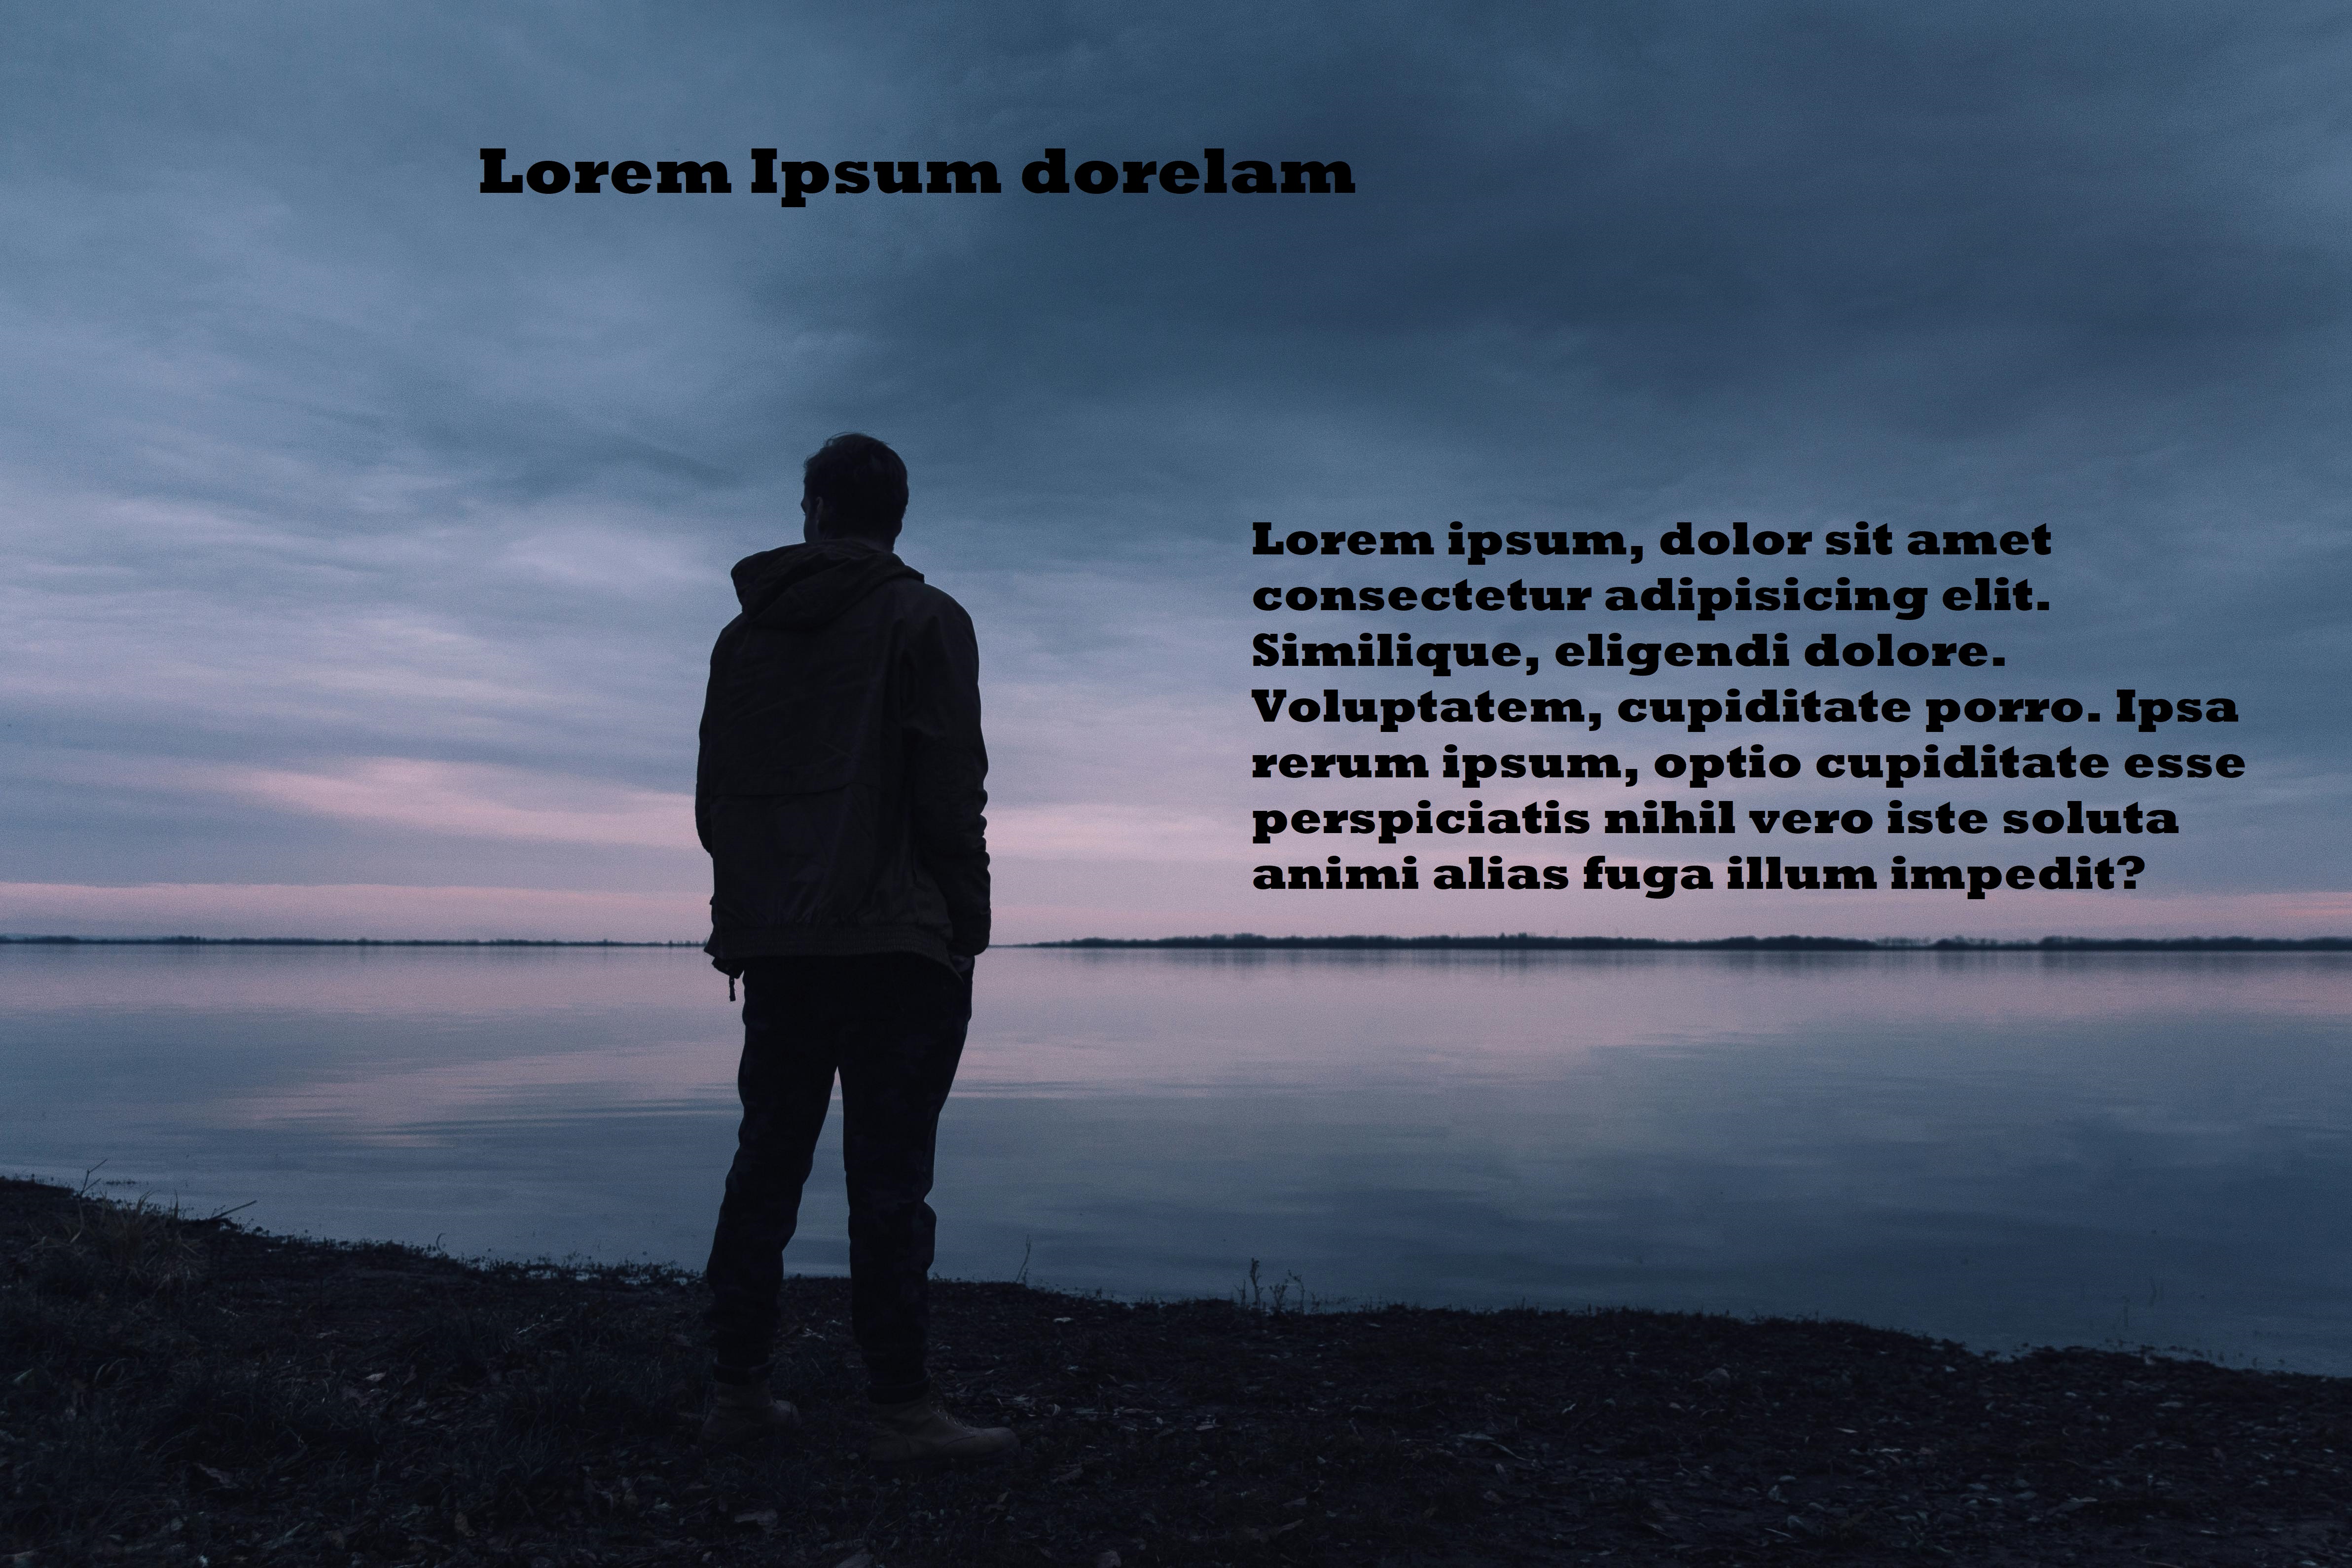 Lorem Ipsum dorelam
Lorem ipsum, dolor sit amet
consectetur adipisicing elit.
Similique, eligendi dolore.
Voluptatem, cupiditate porro. Ipsa
rerum ipsum, optio cupiditate esse
perspiciatis nihil vero iste soluta
animi alias fuga illum impedit?